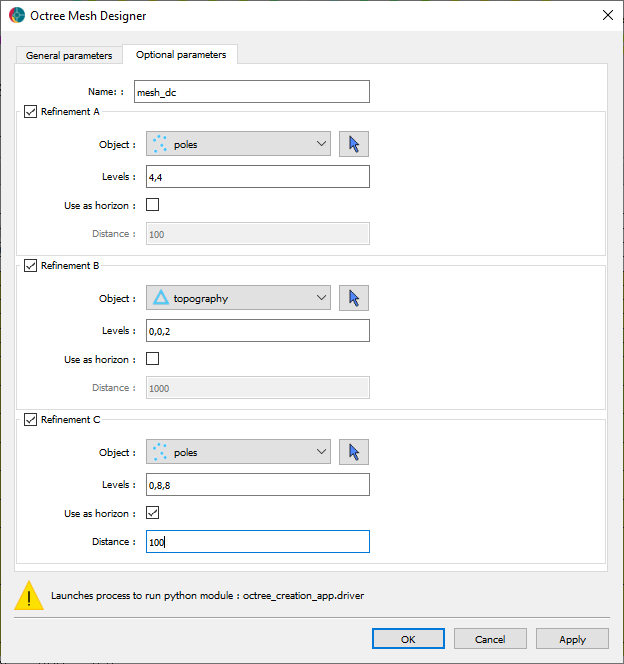 Octree Mesh Designer
General parameters
Optional parameters
Name: : mesh_dc
Refinement A
Object : poles
Levels : 4,4
Use as horizon :
Distance : 100
Refinement B
Object : topography
Levels : 0,0,2
Use as horizon :
Distance : 1000
Refinement C
Object : poles
Levels : 0,8,8
Use as horizon :
Distance : 100
Launches process to run python module : octree_creation_app.driver
OK Cancel Apply